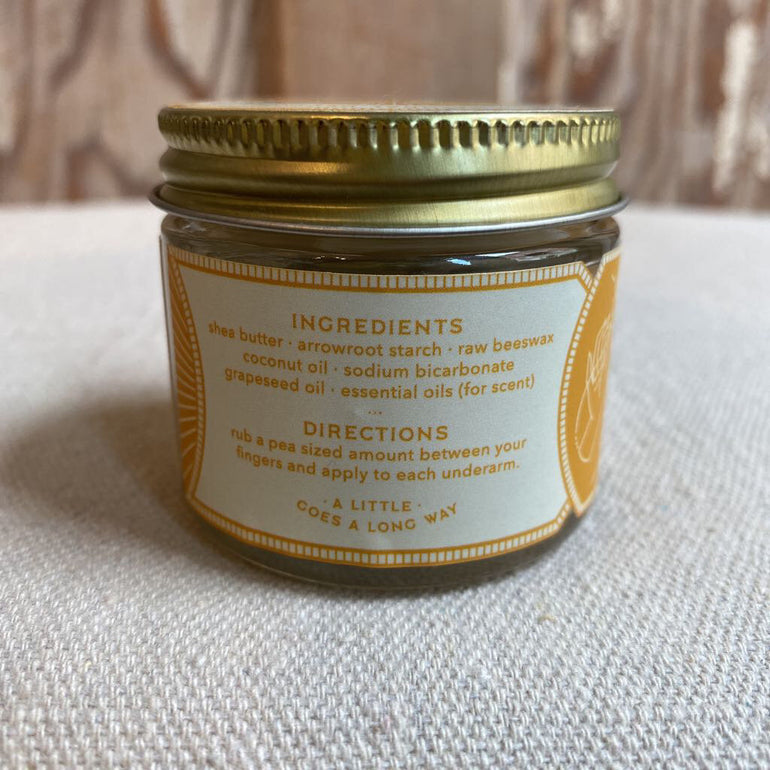 INGREDIENTS
shea butter · arrowroot starch · raw beeswax
coconut oil · sodium bicarbonate
grapeseed oil · essential oils (for scent)
...
DIRECTIONS
rub a pea sized amount between your
fingers and apply to each underarm.
· A LITTLE ·
GOES A LONG WAY